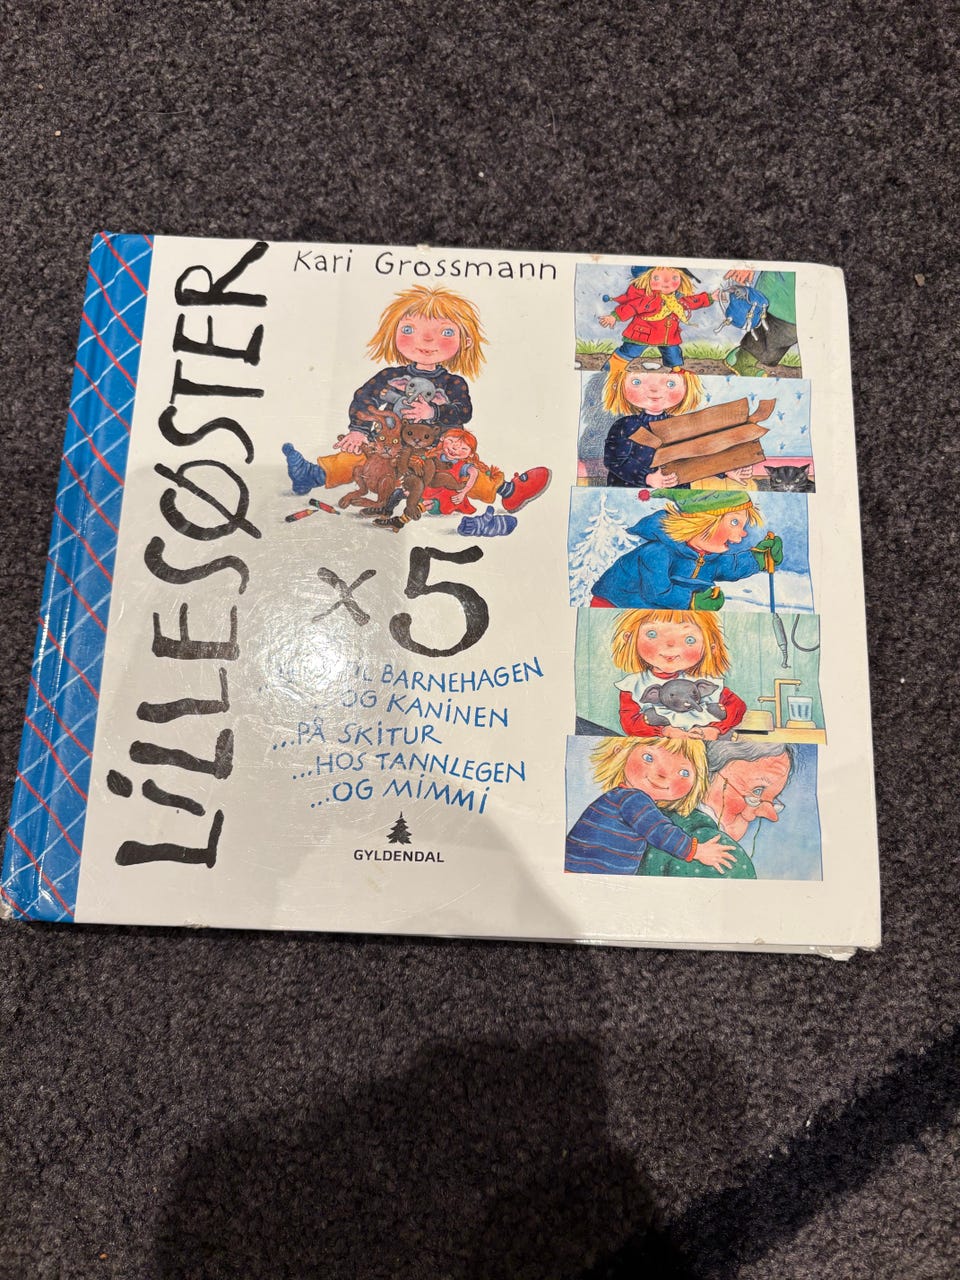 LILLESØSTER
Kari Grossmann
x 5
BARNEHAGEN
OG KANINEN
...PÅ SKITUR
...HOS TANNLEGEN
...OG MIMMI
GYLDENDAL